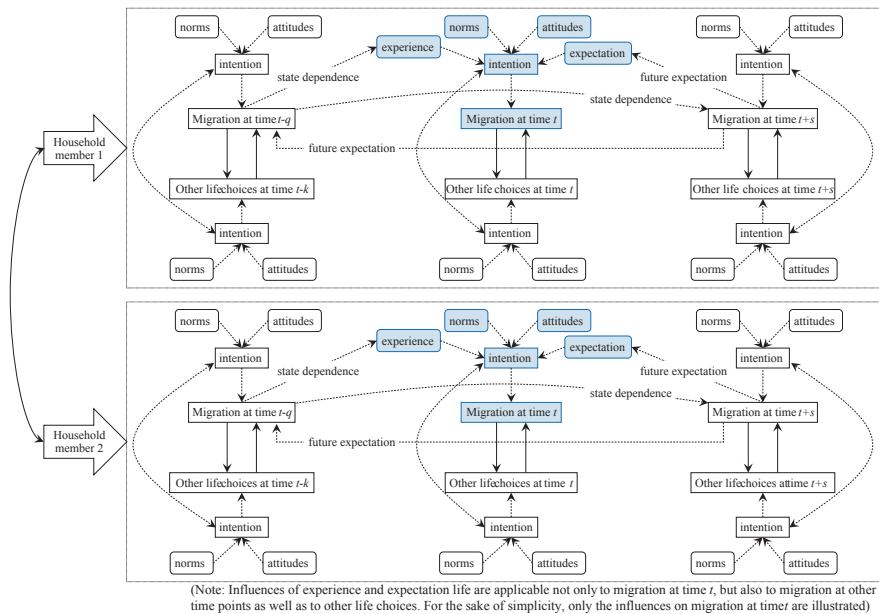 norms attitudes norms attitudes norms attitudes
experience expectation
intention intention intention
state dependence future expectation
state dependence
Migration at time t-q Migration at time t Migration at time t+s
Household
member 1
future expectation
Other lifechoices at time t-k Other life choices at time t Other life choices at time t+s
intention intention intention
norms attitudes norms attitudes norms attitudes
norms attitudes norms attitudes norms attitudes
experience expectation
intention intention intention
state dependence future expectation
state dependence
Migration at time t-q Migration at time t Migration at time t+s
Household
member 2
future expectation
Other lifechoices at time t-k Other lifechoices at time t Other lifechoices attime t+s
intention intention intention
norms attitudes norms attitudes norms attitudes
(Note: Influences of experience and expectation life are applicable not only to migration at time t, but also to migration at other
time points as well as to other life choices. For the sake of simplicity, only the influences on migration at time t are illustrated)